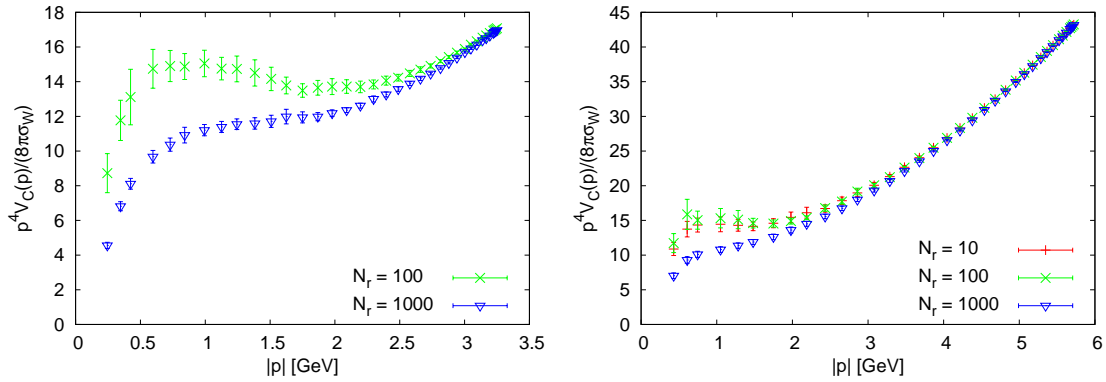 p⁴V_C(p)/(8πσ_W)
18
16
14
12
10
8
6
4
2
0
0 0.5 1 1.5 2 2.5 3 3.5
|p| [GeV]
N_r = 100
N_r = 1000
p⁴V_C(p)/(8πσ_W)
45
40
35
30
25
20
15
10
5
0
0 1 2 3 4 5 6
|p| [GeV]
N_r = 10
N_r = 100
N_r = 1000